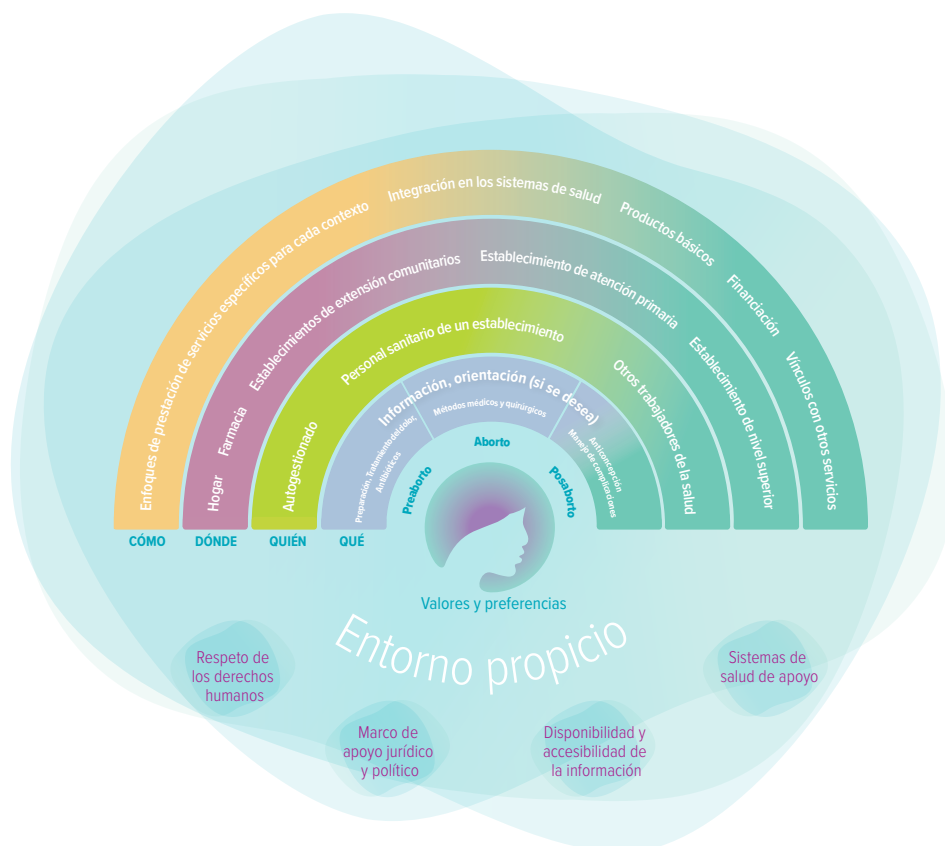 Enfoques de prestación de servicios específicos para cada contexto
Integración en los sistemas de salud
Productos básicos
Financiación
Vínculos con otros servicios
Hogar
Farmacia
Establecimientos de extensión comunitarios
Establecimiento de atención primaria
Establecimiento de nivel superior
Autogestionado
Personal sanitario de un establecimiento
Otros trabajadores de la salud
Información, orientación (si se desea)
Preparación, Tratamiento del dolor,
Antibióticos
Métodos médicos y quirúrgicos
Anticoncepción
Manejo de complicaciones
Preaborto
Aborto
Posaborto
CÓMO
DÓNDE
QUIÉN
QUÉ
Valores y preferencias
Entorno propicio
Respeto de
los derechos
humanos
Marco de
apoyo jurídico
y político
Disponibilidad y
accesibilidad de
la información
Sistemas de
salud de apoyo